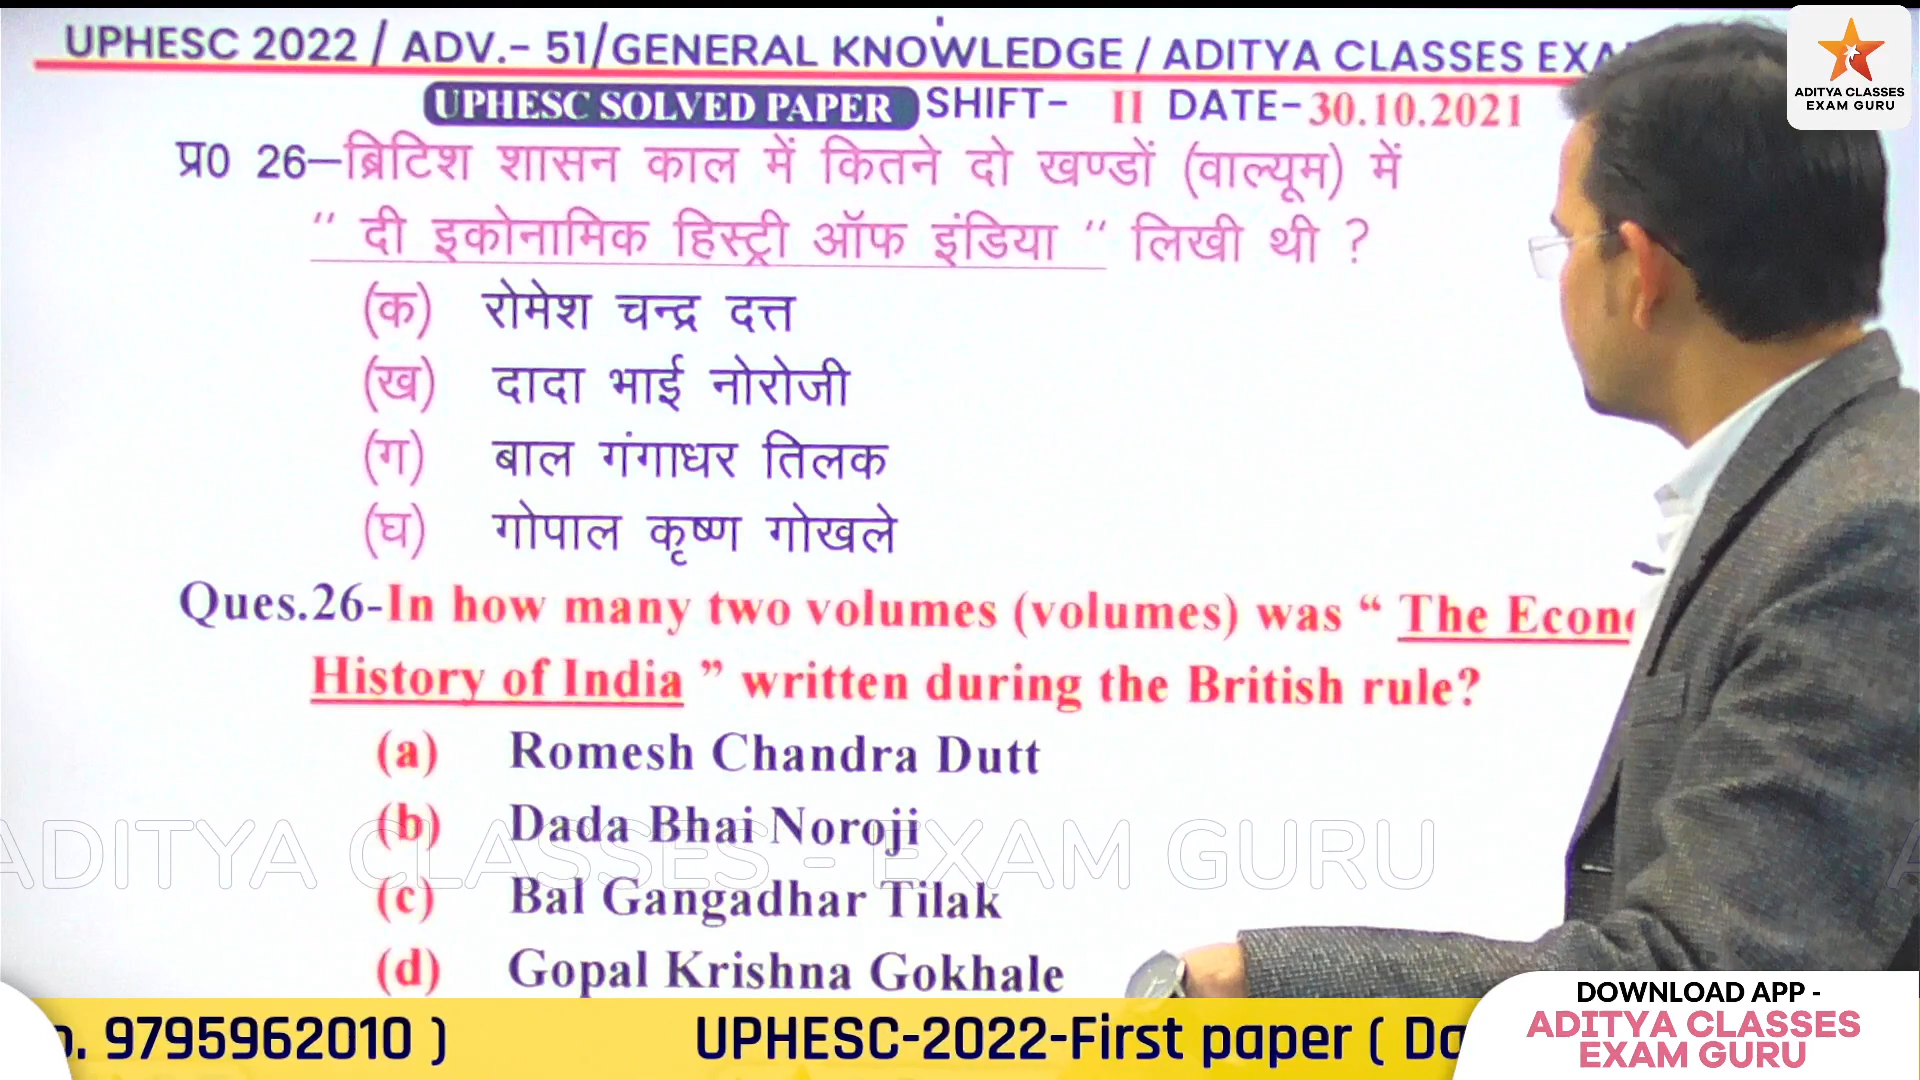 UPHESC 2022 / ADV.- 51/GENERAL KNOWLEDGE / ADITYA CLASSES EXA
ADITYA CLASSES
EXAM GURU
UPHESC SOLVED PAPER SHIFT- II DATE-30.10.2021
प्र0 26–ब्रिटिश शासन काल में कितने दो खण्डों (वाल्यूम) में
" दी इकोनामिक हिस्ट्री ऑफ इंडिया " लिखी थी ?
(क) रोमेश चन्द्र दत्त
(ख) दादा भाई नोरोजी
(ग) बाल गंगाधर तिलक
(घ) गोपाल कृष्ण गोखले
Ques.26-In how many two volumes (volumes) was “ The Econo
History of India ” written during the British rule?
(a) Romesh Chandra Dutt
(b) Dada Bhai Noroji
ADITYA CLASSES - EXAM GURU
(c) Bal Gangadhar Tilak
(d) Gopal Krishna Gokhale
o. 9795962010 ) UPHESC-2022-First paper ( Da
DOWNLOAD APP -
ADITYA CLASSES
EXAM GURU